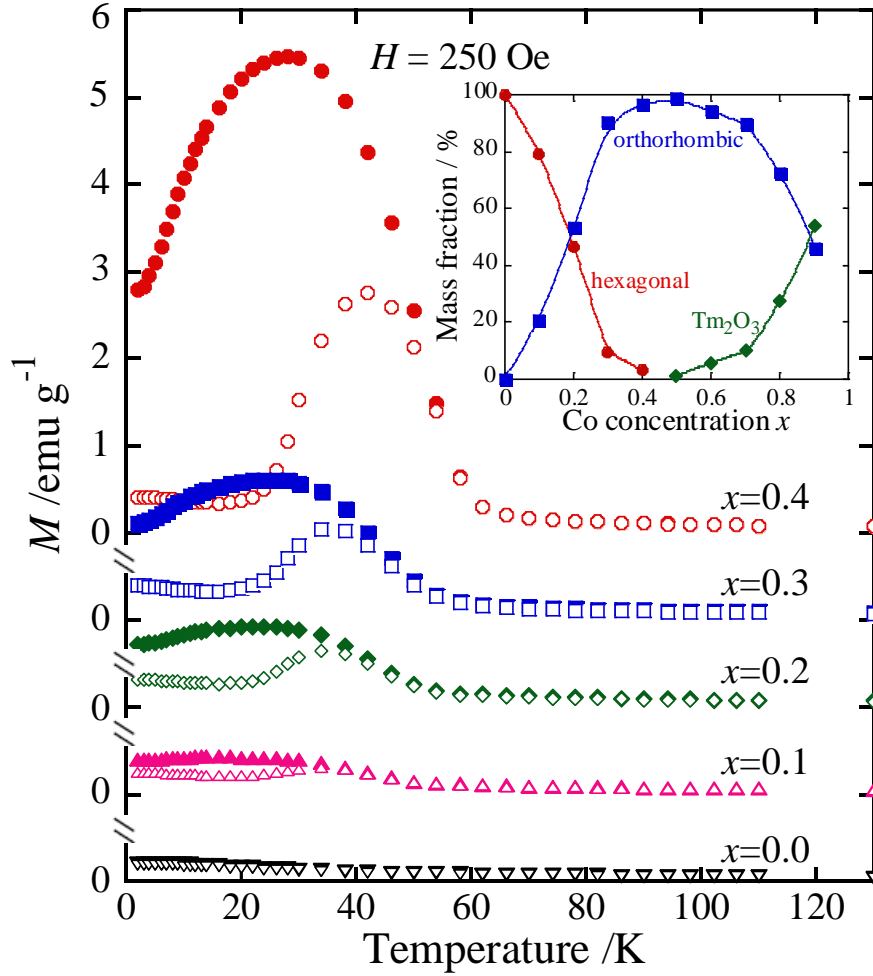 H = 250 Oe
M /emu g-1
6
5
4
3
2
1
0
0
0
0
0
x=0.4
x=0.3
x=0.2
x=0.1
x=0.0
0 20 40 60 80 100 120
Temperature /K
Mass fraction / %
100
80
60
40
20
0
orthorhombic
hexagonal
Tm2O3
0 0.2 0.4 0.6 0.8 1
Co concentration x